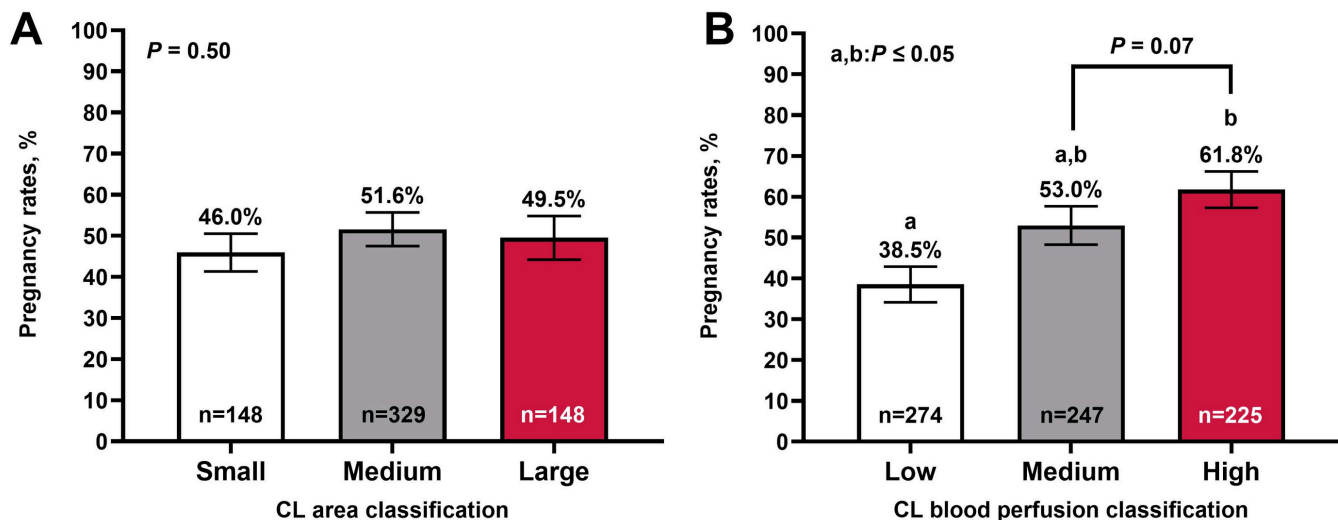 A
P = 0.50
Pregnancy rates, %
100
90
80
70
60
50
40
30
20
10
0
46.0%
51.6%
49.5%
n=148
n=329
n=148
Small
Medium
Large
CL area classification
B
a,b:P ≤ 0.05
P = 0.07
Pregnancy rates, %
100
90
80
70
60
50
40
30
20
10
0
a
38.5%
a,b
53.0%
b
61.8%
n=274
n=247
n=225
Low
Medium
High
CL blood perfusion classification